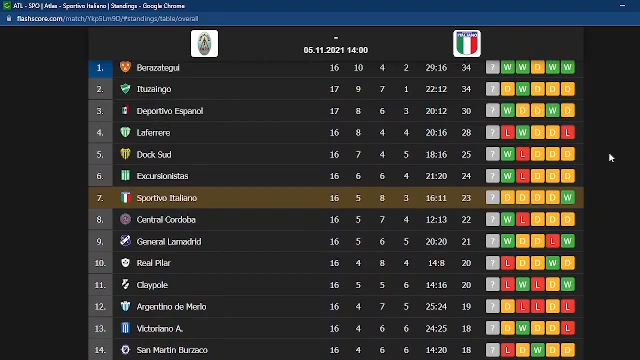 ATL - SPO | Atlas - Sportivo Italiano | Standings - Google Chrome
flashscore.com/match/Ykp5Lm9D/#standings/table/overall
-
05.11.2021 14:00
1. Berazategui 16 10 4 2 29:16 34 ? W W D W W
2. Ituzaingo 17 9 7 1 22:12 34 ? D W D D D
3. Deportivo Espanol 17 8 6 3 20:12 30 ? W D D W D
4. Laferrere 16 8 4 4 20:16 28 ? L W D D L
5. Dock Sud 16 7 4 5 18:16 25 ? W L D D D
6. Excursionistas 16 6 6 4 21:20 24 ? W L D D D
7. Sportivo Italiano 16 5 8 3 16:11 23 ? D D D D W
8. Central Cordoba 16 5 7 4 12:13 22 ? W L D D D
9. General Lamadrid 16 5 6 5 20:20 21 ? W D D L W
10. Real Pilar 16 4 8 4 14:8 20 ? L D D W D
11. Claypole 16 5 5 6 14:16 20 ? L W L D W
12. Argentino de Merlo 16 4 7 5 25:24 19 ? D L L D L
13. Victoriano A. 16 4 6 6 24:25 18 ? W D D W D
14. San Martin Burzaco 16 4 6 6 14:20 18 ? L D W D D